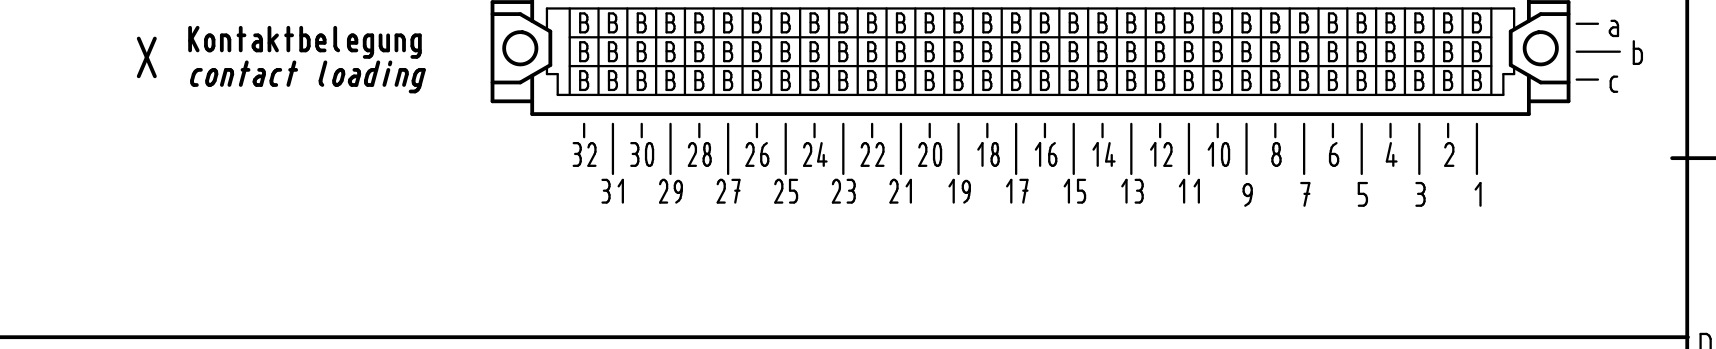 B B B B B B B B B B B B B B B B B B B B B B B B B B B B B B B B a
X Kontaktbelegung B B B B B B B B B B B B B B B B B B B B B B B B B B B B B B B B b
contact loading B B B B B B B B B B B B B B B B B B B B B B B B B B B B B B B B c
32 30 28 26 24 22 20 18 16 14 12 10 8 6 4 2
31 29 27 25 23 21 19 17 15 13 11 9 7 5 3 1